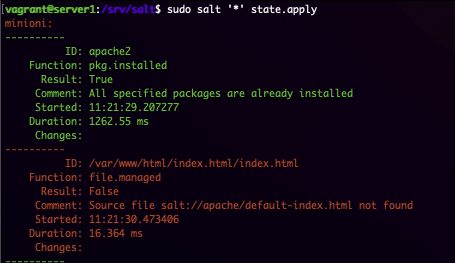 [vagrant@server1:/srv/salt$ sudo salt '*' state.apply
minioni:
----------
ID: apache2
Function: pkg.installed
Result: True
Comment: All specified packages are already installed
Started: 11:21:29.207277
Duration: 1262.55 ms
Changes:
----------
ID: /var/www/html/index.html/index.html
Function: file.managed
Result: False
Comment: Source file salt://apache/default-index.html not found
Started: 11:21:30.473406
Duration: 16.364 ms
Changes:
----------